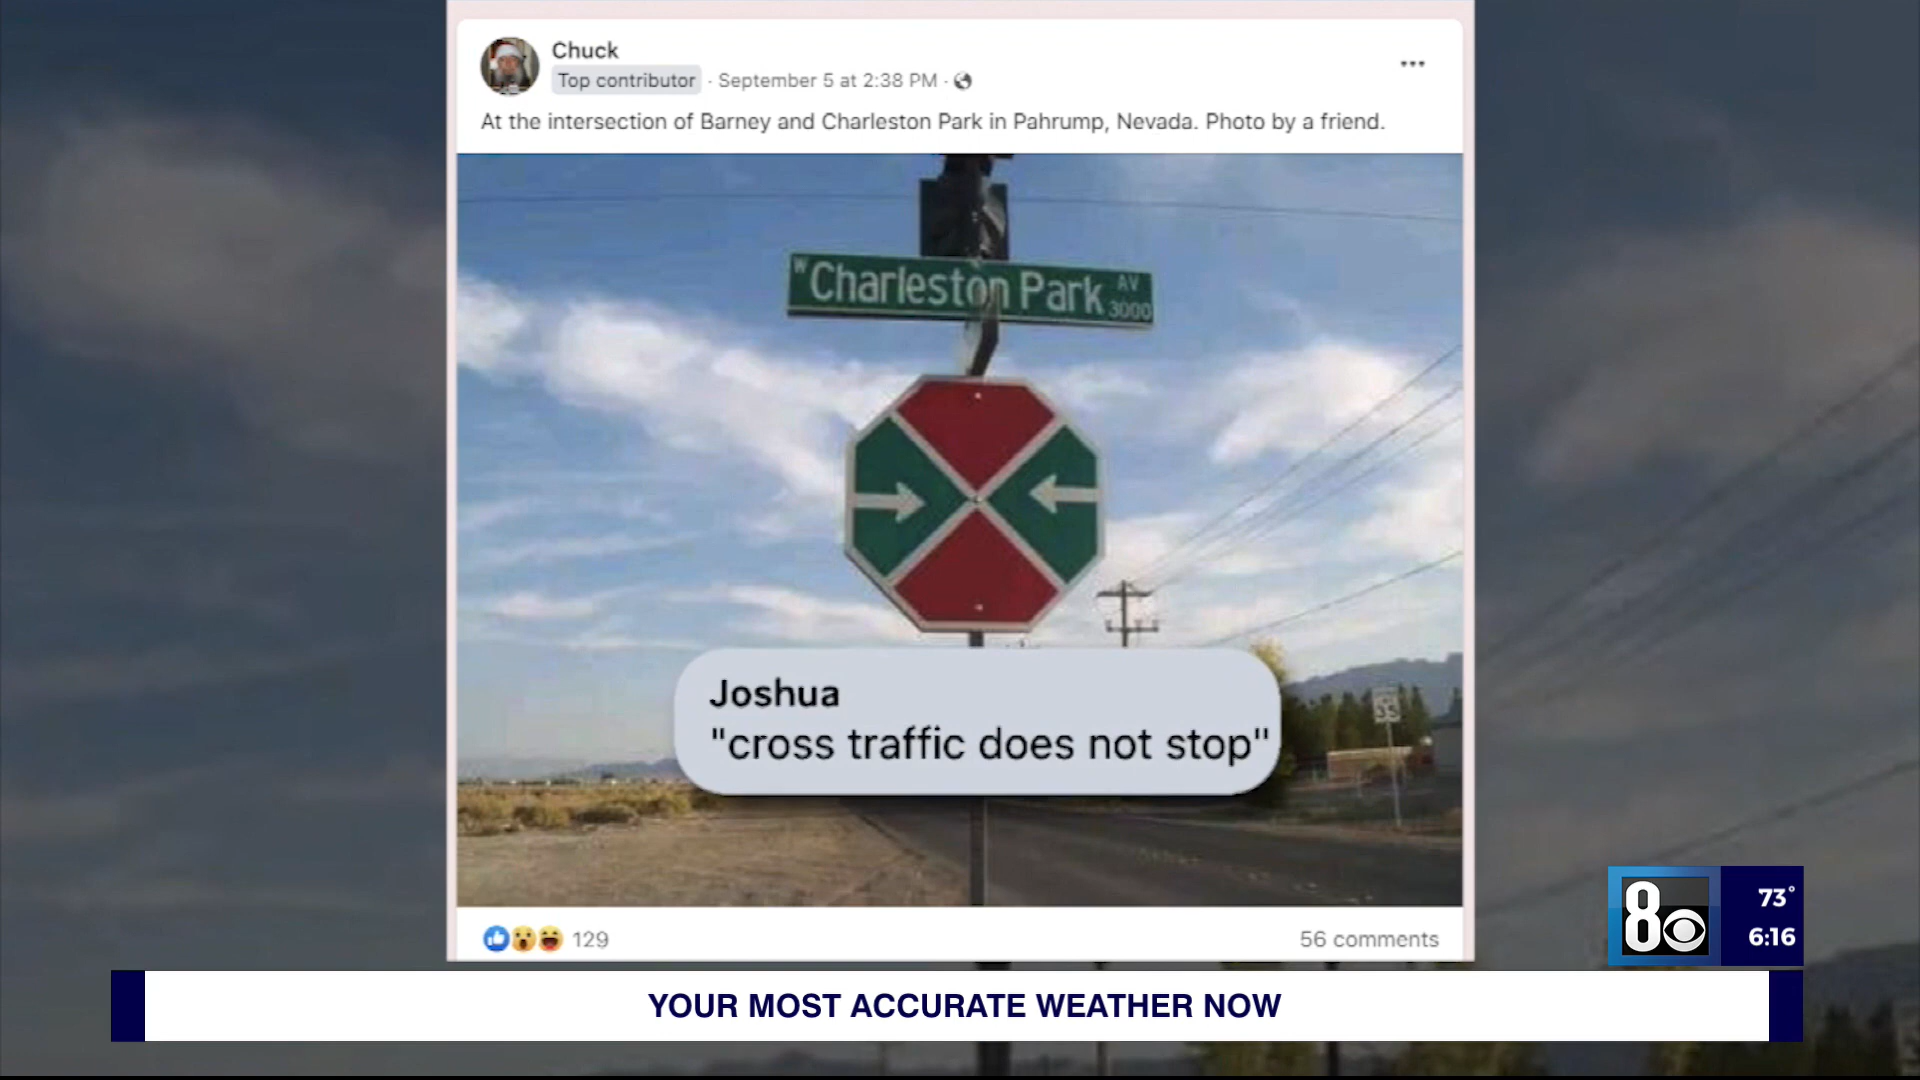 Chuck
Top contributor · September 5 at 2:38 PM ·
At the intersection of Barney and Charleston Park in Pahrump, Nevada. Photo by a friend.
W Charleston Park AV 3000
Joshua
"cross traffic does not stop"
35
129
56 comments
8
73°
6:16
YOUR MOST ACCURATE WEATHER NOW